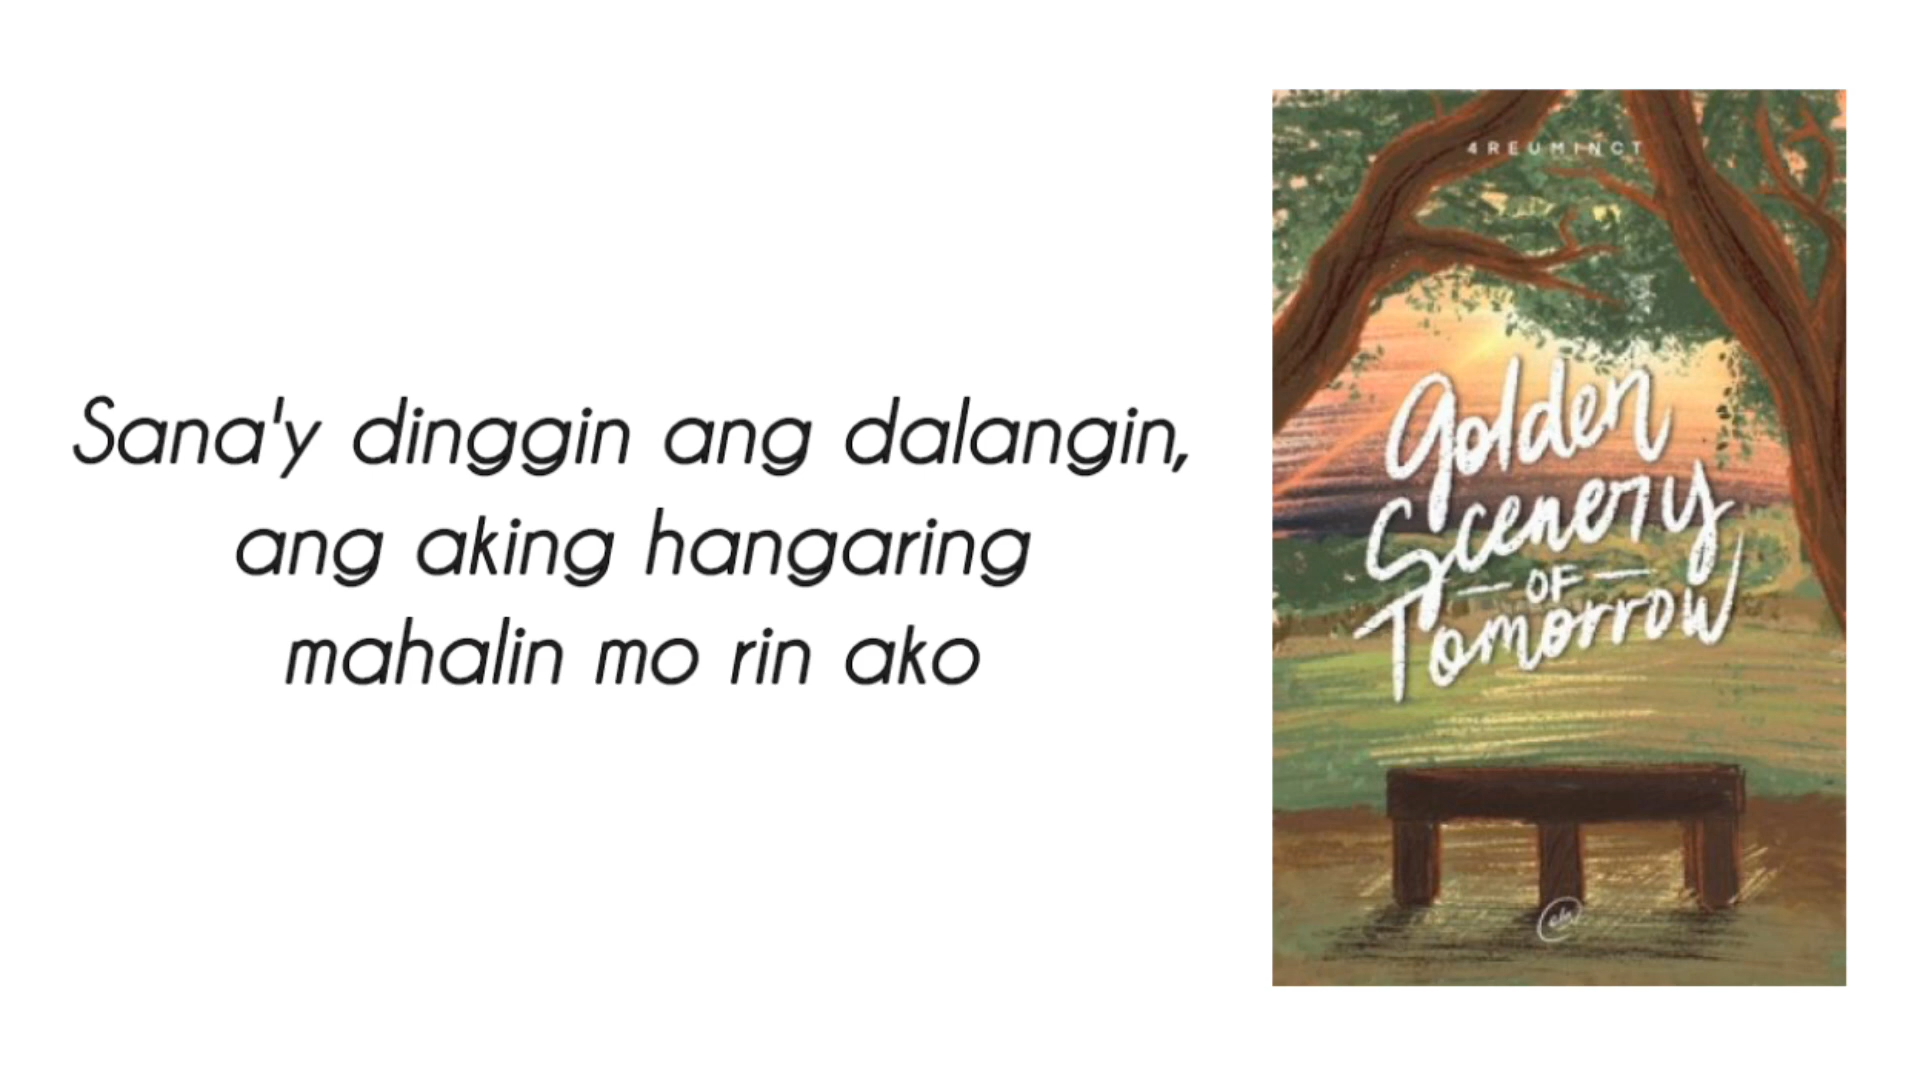 Sana'y dinggin ang dalangin,
ang aking hangaring
mahalin mo rin ako
4REUMINCT
Golden
Scenery
OF
Tomorrow